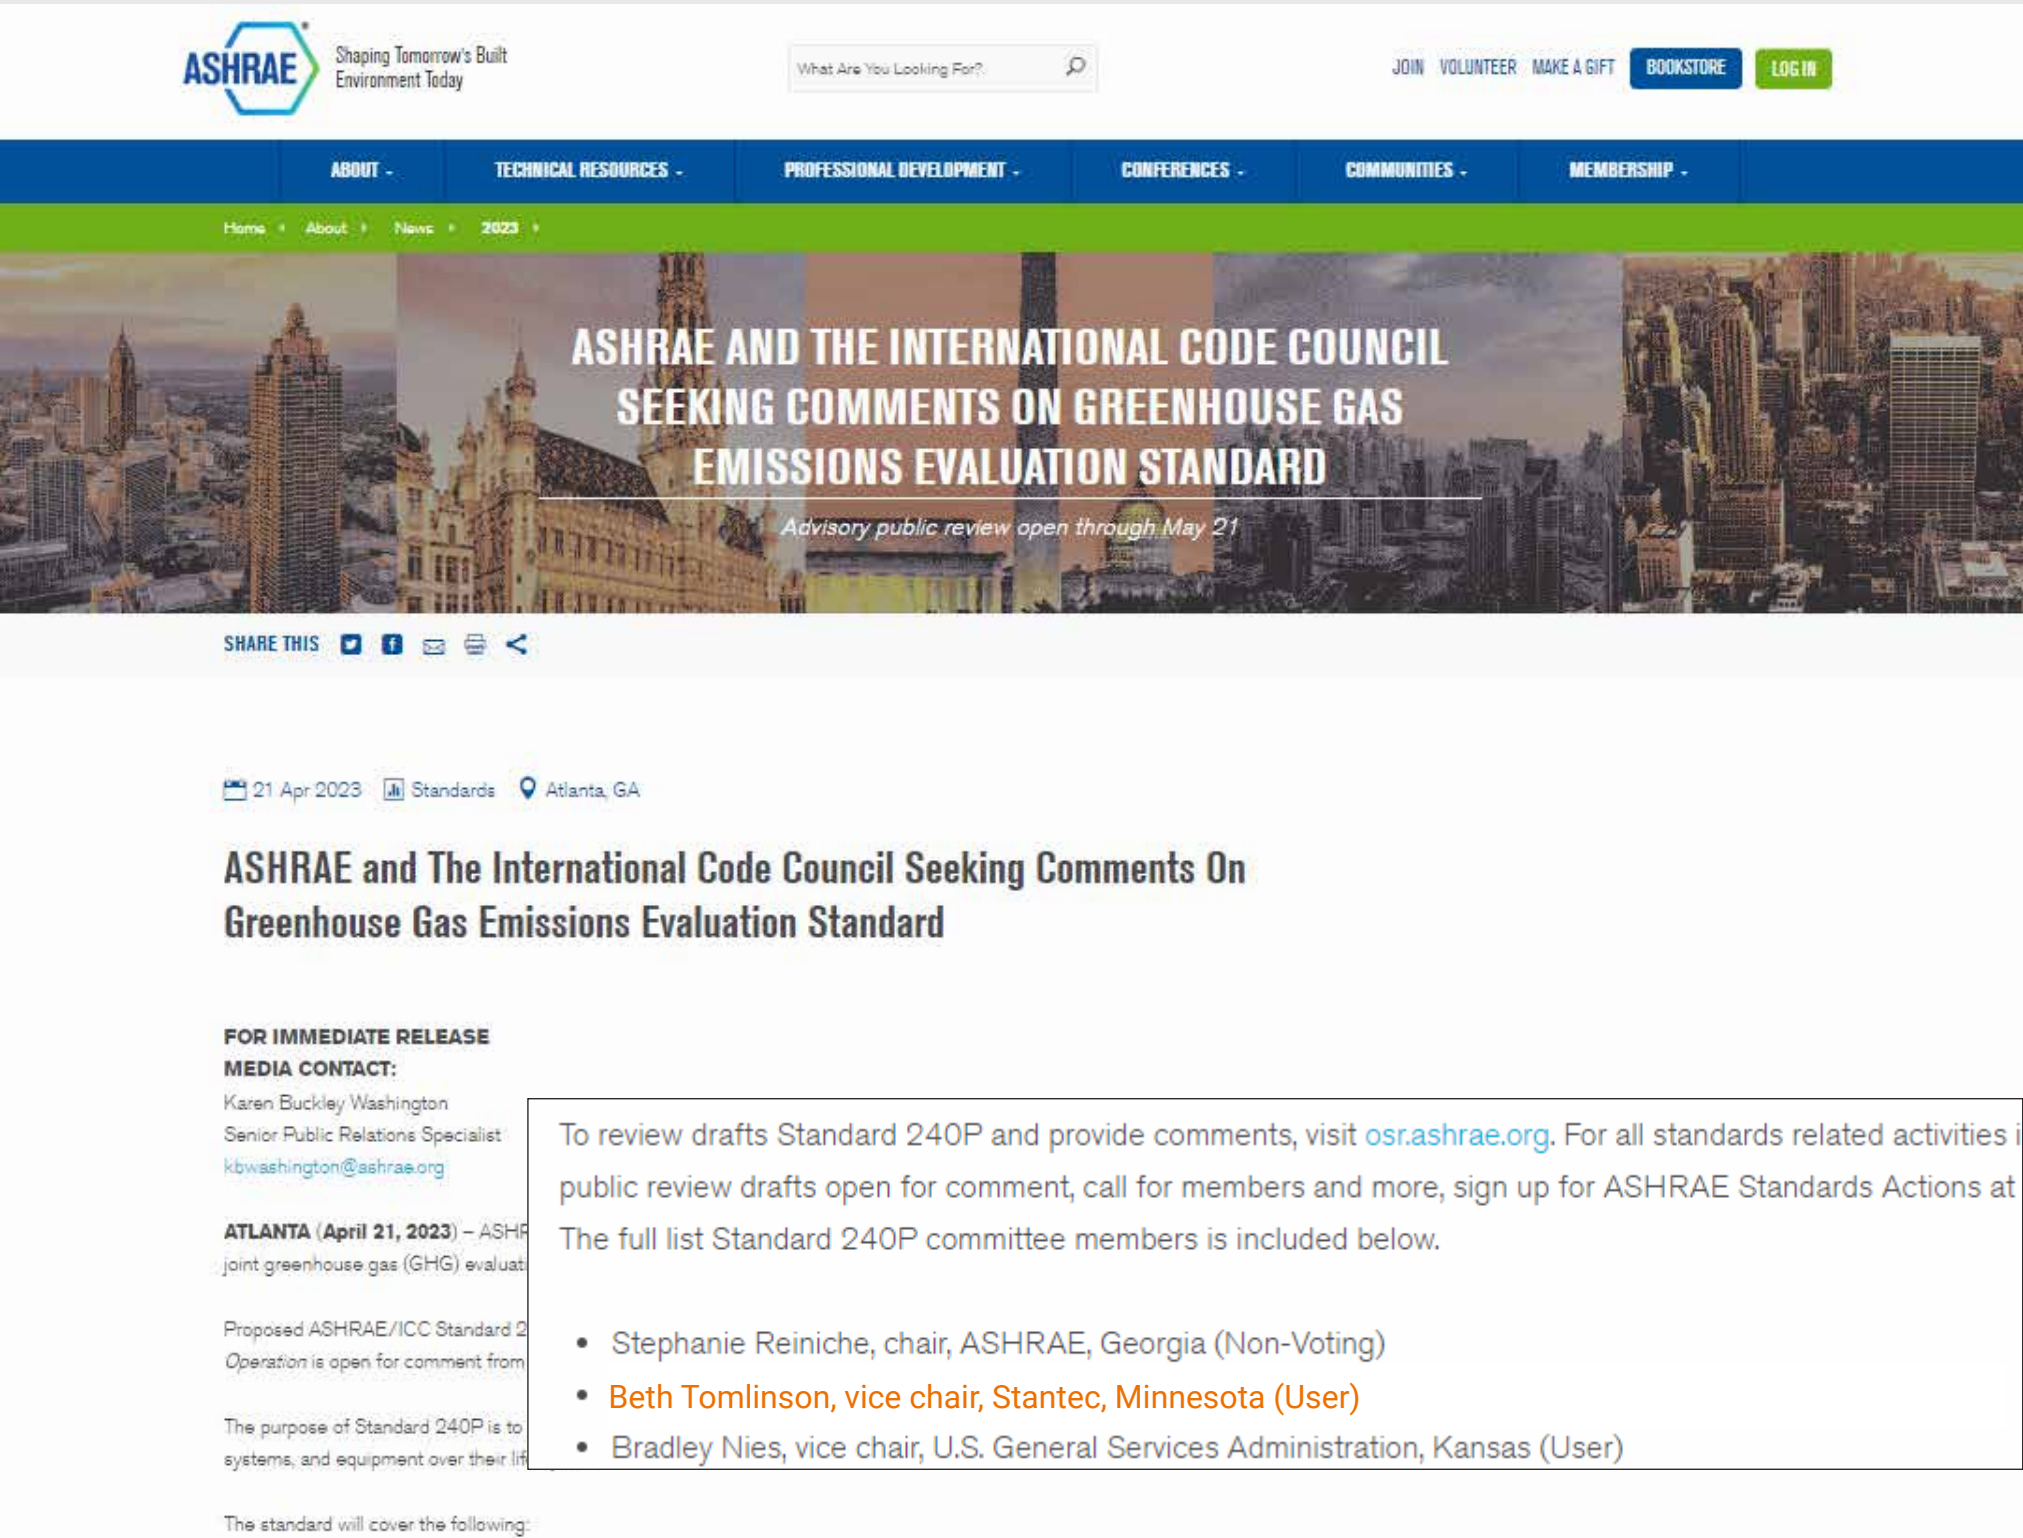 ASHRAE
Shaping Tomorrow's Built
Environment Today
What Are You Looking For?
JOIN VOLUNTEER MAKE A GIFT BOOKSTORE LOG IN
ABOUT TECHNICAL RESOURCES PROFESSIONAL DEVELOPMENT CONFERENCES COMMUNITIES MEMBERSHIP
Home About News 2023
ASHRAE AND THE INTERNATIONAL CODE COUNCIL
SEEKING COMMENTS ON GREENHOUSE GAS
EMISSIONS EVALUATION STANDARD
Advisory public review open through May 21
SHARE THIS
21 Apr 2023 Standards Atlanta, GA
ASHRAE and The International Code Council Seeking Comments On
Greenhouse Gas Emissions Evaluation Standard
FOR IMMEDIATE RELEASE
MEDIA CONTACT:
Karen Buckley Washington
Senior Public Relations Specialist
kbwashington@ashrae.org
ATLANTA (April 21, 2023) – ASHR
joint greenhouse gas (GHG) evaluati
Proposed ASHRAE/ICC Standard 2
Operation is open for comment from
The purpose of Standard 240P is to
systems, and equipment over their lif
The standard will cover the following:
To review drafts Standard 240P and provide comments, visit osr.ashrae.org. For all standards related activities i
public review drafts open for comment, call for members and more, sign up for ASHRAE Standards Actions at
The full list Standard 240P committee members is included below.
• Stephanie Reiniche, chair, ASHRAE, Georgia (Non-Voting)
• Beth Tomlinson, vice chair, Stantec, Minnesota (User)
• Bradley Nies, vice chair, U.S. General Services Administration, Kansas (User)